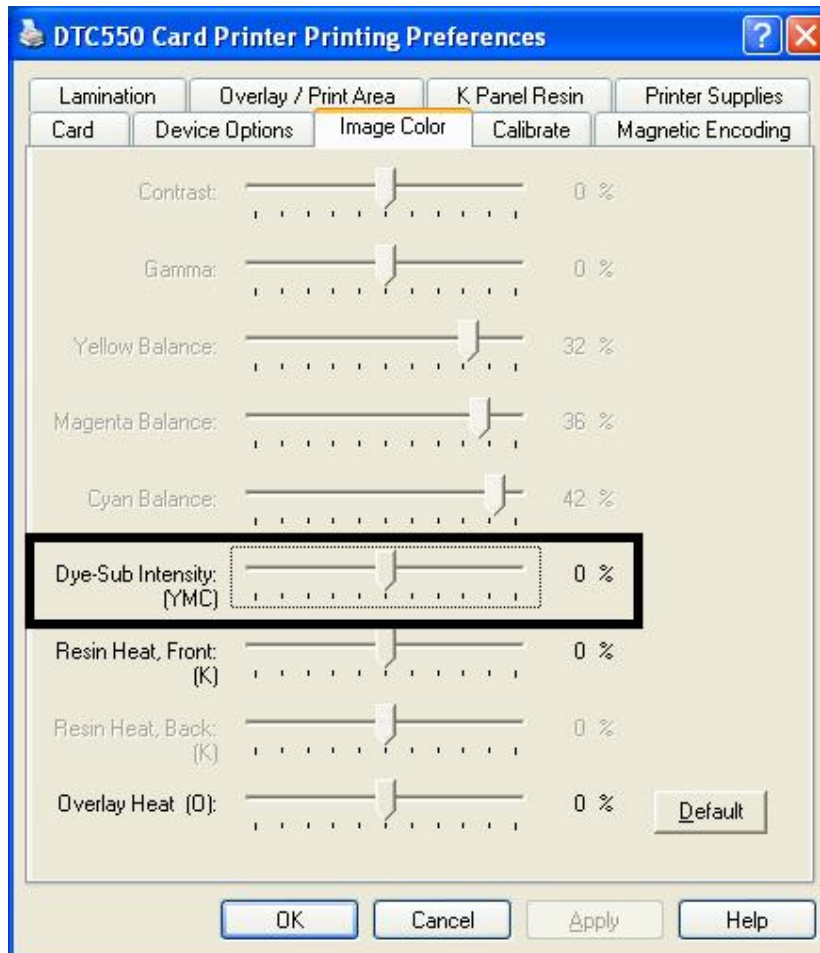 DTC550 Card Printer Printing Preferences
Lamination Overlay / Print Area K Panel Resin Printer Supplies
Card Device Options Image Color Calibrate Magnetic Encoding
Contrast: 0 %
Gamma: 0 %
Yellow Balance: 32 %
Magenta Balance: 36 %
Cyan Balance: 42 %
Dye-Sub Intensity: 0 %
(YMC)
Resin Heat, Front: 0 %
(K)
Resin Heat, Back: 0 %
(K)
Overlay Heat (O): 0 % Default
OK Cancel Apply Help